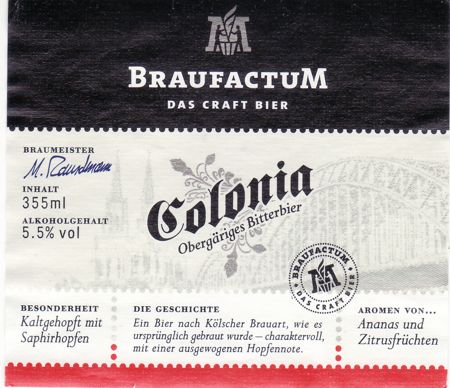 BRAUFACTUM
DAS CRAFT BIER
BRAUMEISTER
INHALT
355ml
ALKOHOLGEHALT
5.5% vol
Colonia
Obergäriges Bitterbier
BRAUFACTUM
DAS CRAFT BIER
BESONDERHEIT
Kaltgehopft mit
Saphirhopfen
DIE GESCHICHTE
Ein Bier nach Kölscher Brauart, wie es
ursprünglich gebraut wurde – charaktervoll,
mit einer ausgewogenen Hopfennote.
AROMEN VON...
Ananas und
Zitrusfrüchten